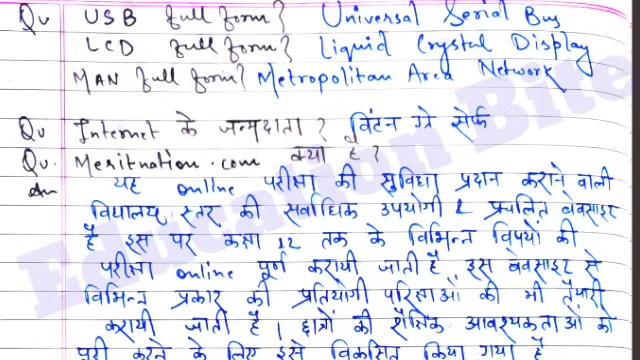 Qu USB full form? Universal Serial Bus
LCD full form? Liquid Crystal Display
MAN full form? Metropolitan Area Network
Qu Internet के जन्मदाता? विंटन ग्रे सेर्फ
Qu. Meritnation.com क्या है?
Ans यह online परीक्षा की सुविधा प्रदान कराने वाली
विद्यालय स्तर की सर्वाधिक उपयोगी & प्रचलित वेबसाइट
है इस पर कक्षा 12 तक के विभिन्न विषयों की
परीक्षा online पूर्ण करायी जाती है, इस वेबसाइट से
विभिन्न प्रकार की प्रतियोगी परिक्षाओं की भी तैयारी
करायी जाती है। छात्रों की शैक्षिक आवश्यकताओं को
पूरी करने के लिए इसे विकसित किया गया है
Education Bite